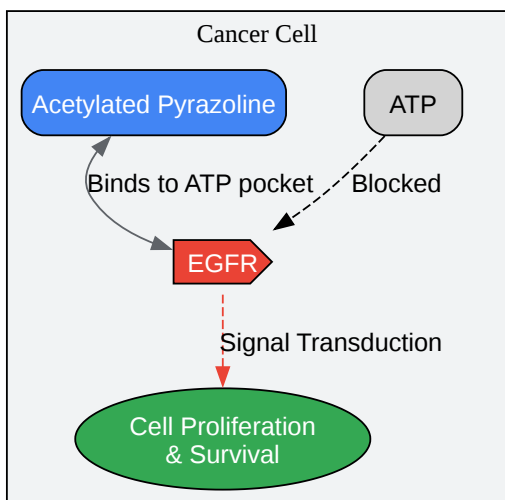 Cancer Cell
Acetylated Pyrazoline
ATP
Binds to ATP pocket
Blocked
EGFR
Signal Transduction
Cell Proliferation
& Survival